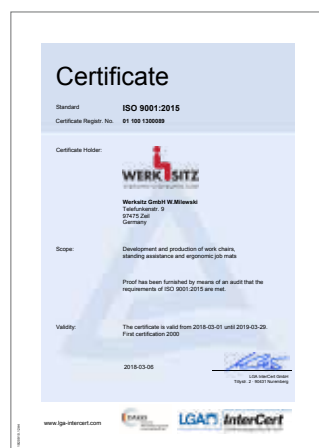 Certificate
Standard ISO 9001:2015
Certificate Registr. No. 01 100 1300089
Certificate Holder:
WERKSITZ
Werksitz GmbH W.Milewski
Telefunkenstr. 9
97475 Zeil
Germany
Scope: Development and production of work chairs,
standing assistance and ergonomic job mats
Proof has been furnished by means of an audit that the
requirements of ISO 9001:2015 are met.
Validity: The certificate is valid from 2018-03-01 until 2019-03-29.
First certification 2000
2018-03-06
LGA InterCert GmbH
Tillystr. 2 · 90431 Nuremberg
www.lga-intercert.com
DAkkS
LGA InterCert